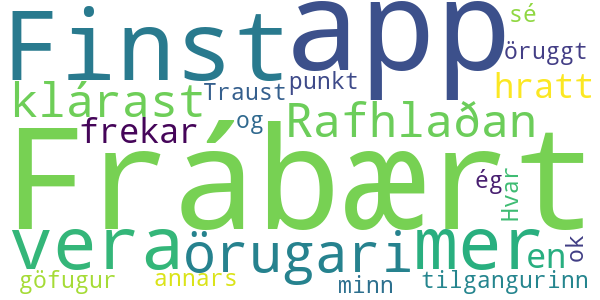 Finst app sé
öruggt
klárast Traust punkt hratt
frekar og Rafhlaðan
Frábært
ég Hvar
vera örugari mer en ok
göfugur annars minn tilgangurinn